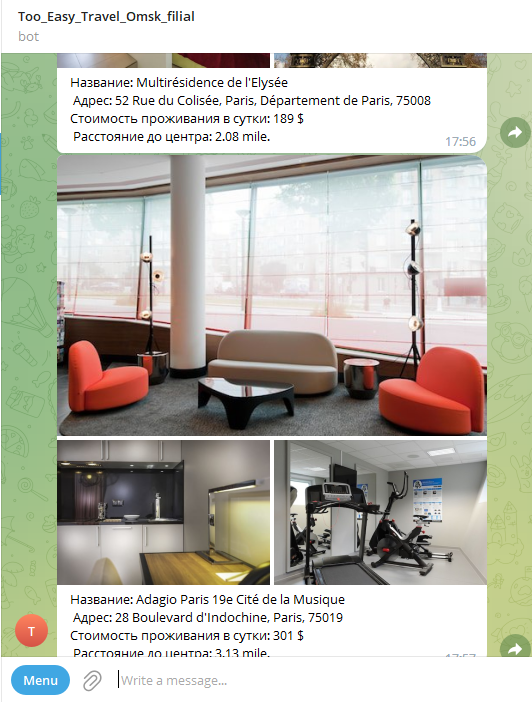 Too_Easy_Travel_Omsk_filial
bot
Название: Multirésidence de l'Elysée
Адрес: 52 Rue du Colisée, Paris, Département de Paris, 75008
Стоимость проживания в сутки: 189 $
Расстояние до центра: 2.08 mile.
17:56
Название: Adagio Paris 19e Cité de la Musique
Адрес: 28 Boulevard d'Indochine, Paris, 75019
Стоимость проживания в сутки: 301 $
Расстояние до центра: 3.13 mile.
17:57
T
Menu
Write a message...